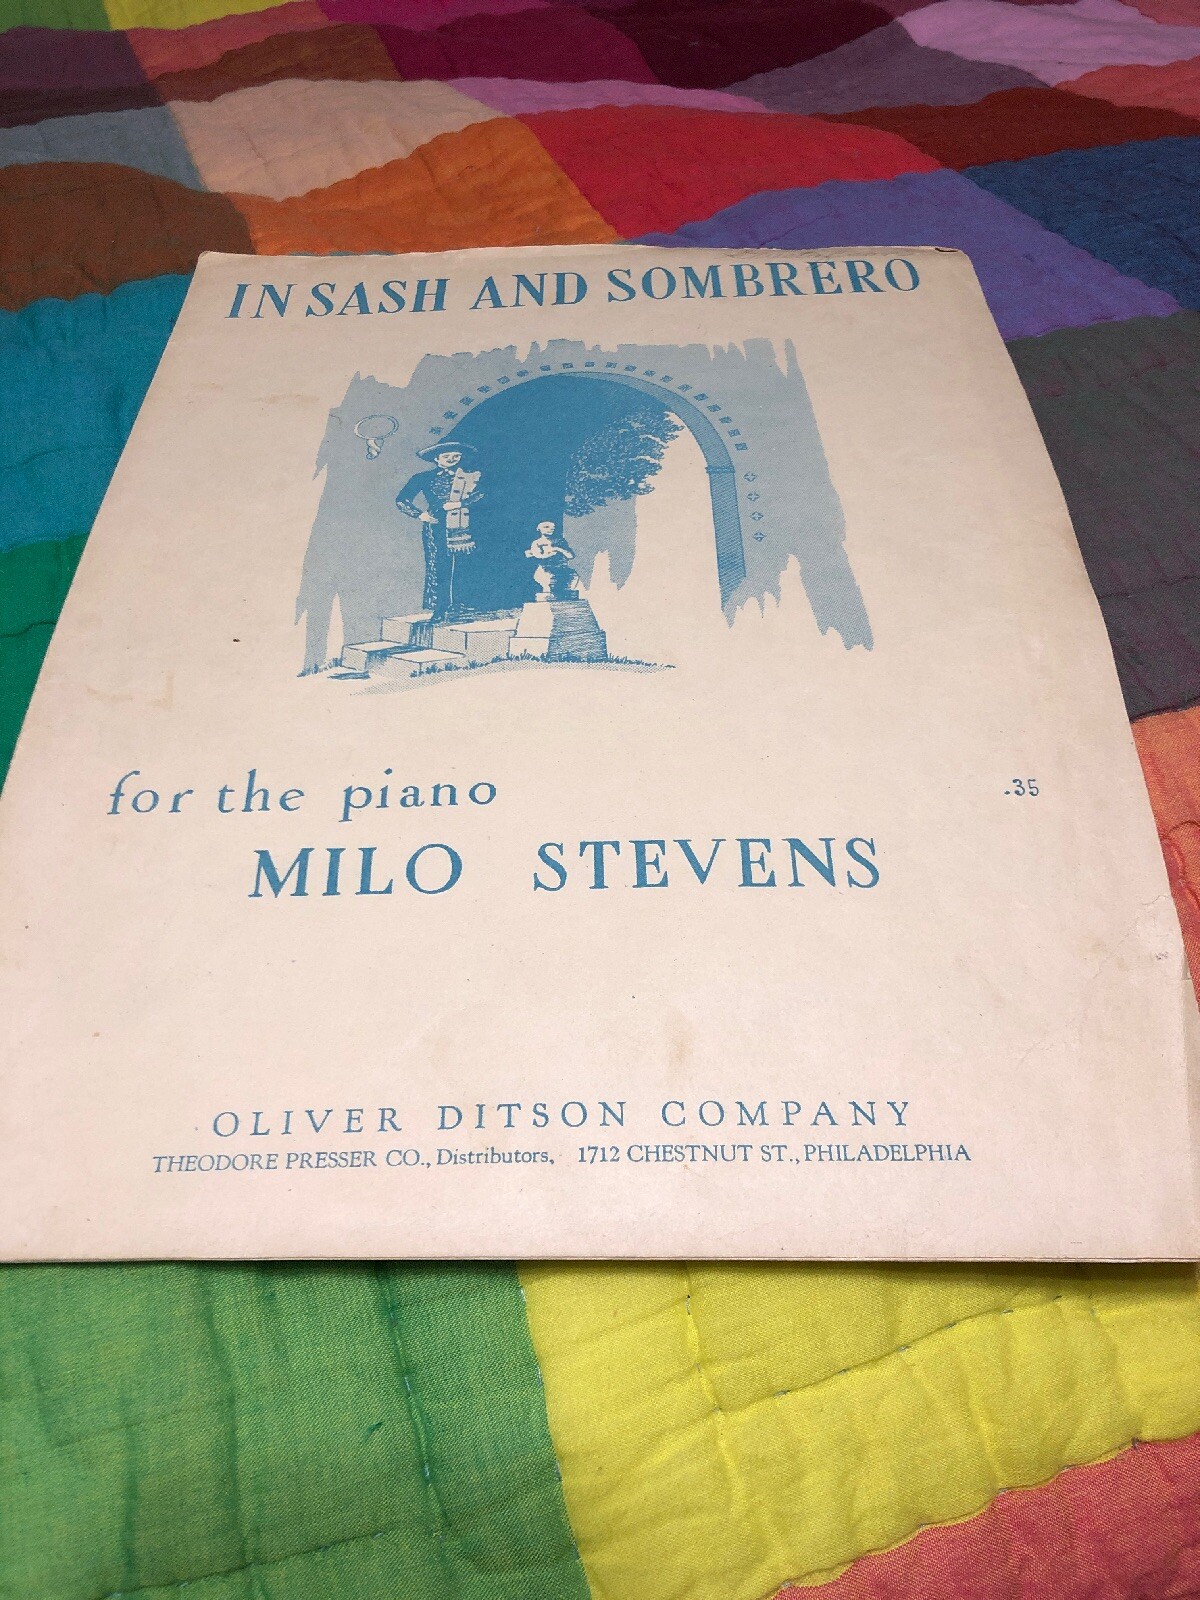 IN SASH AND SOMBRERO
for the piano
.35
MILO STEVENS
OLIVER DITSON COMPANY
THEODORE PRESSER CO., Distributors, 1712 CHESTNUT ST., PHILADELPHIA